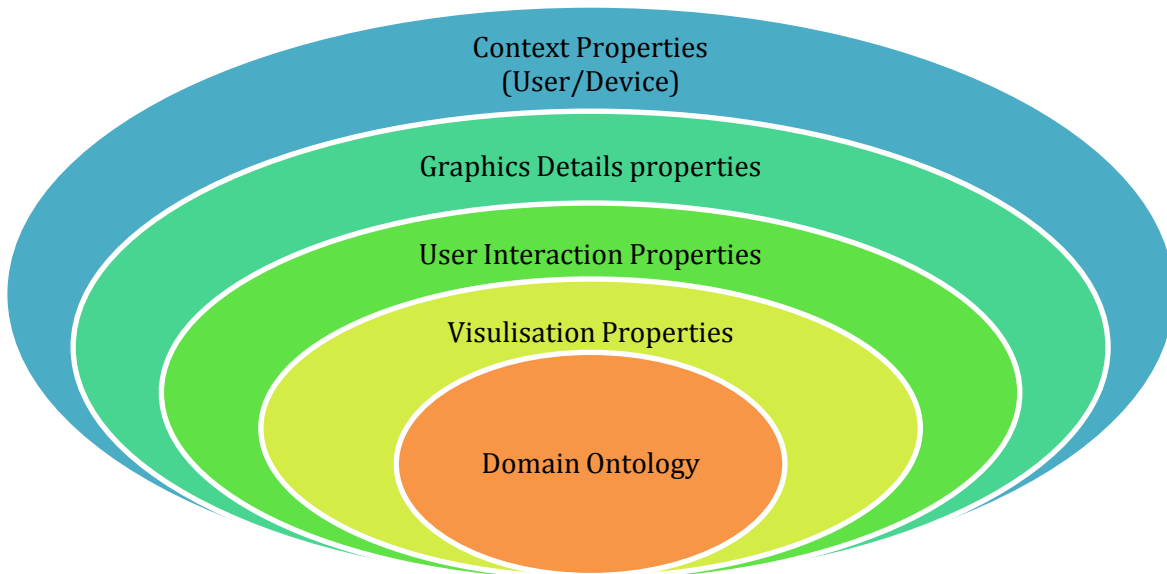 Context Properties
(User/Device)
Graphics Details properties
User Interaction Properties
Visulisation Properties
Domain Ontology